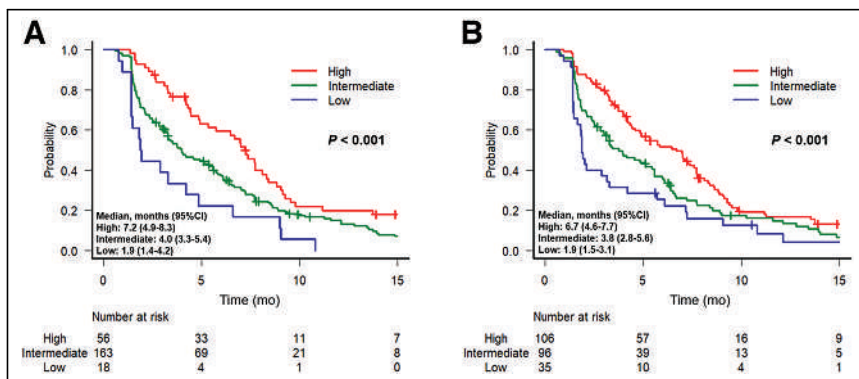 A
1.0
0.8
0.6
0.4
0.2
0.0
Probability
High
Intermediate
Low
P < 0.001
Median, months (95%CI)
High: 7.2 (4.9-8.3)
Intermediate: 4.0 (3.3-5.4)
Low: 1.9 (1.4-4.2)
0 5 10 15
Time (mo)
Number at risk
High 56 33 11 7
Intermediate 163 69 21 8
Low 18 4 1 0
B
1.0
0.8
0.6
0.4
0.2
0.0
Probability
High
Intermediate
Low
P < 0.001
Median, months (95%CI)
High: 6.7 (4.6-7.7)
Intermediate: 3.8 (2.8-5.6)
Low: 1.9 (1.5-3.1)
0 5 10 15
Time (mo)
Number at risk
High 106 57 16 9
Intermediate 96 39 13 5
Low 35 10 4 1